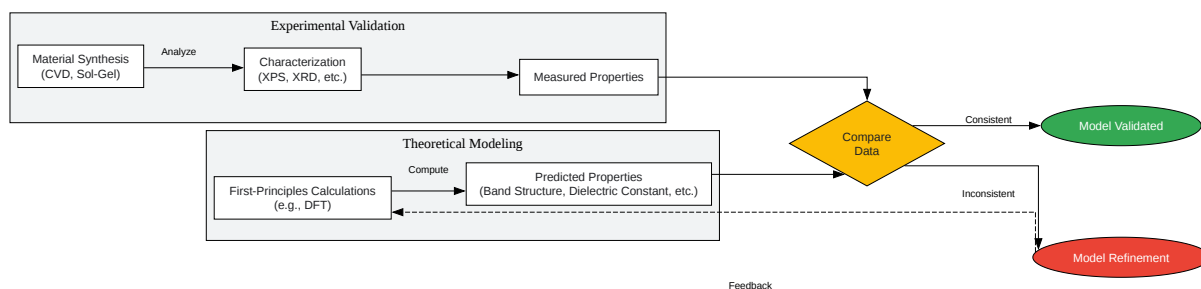 Experimental Validation
Material Synthesis
(CVD, Sol-Gel)
Analyze
Characterization
(XPS, XRD, etc.)
Measured Properties
Theoretical Modeling
First-Principles Calculations
(e.g., DFT)
Compute
Predicted Properties
(Band Structure, Dielectric Constant, etc.)
Compare
Data
Consistent
Model Validated
Inconsistent
Model Refinement
Feedback